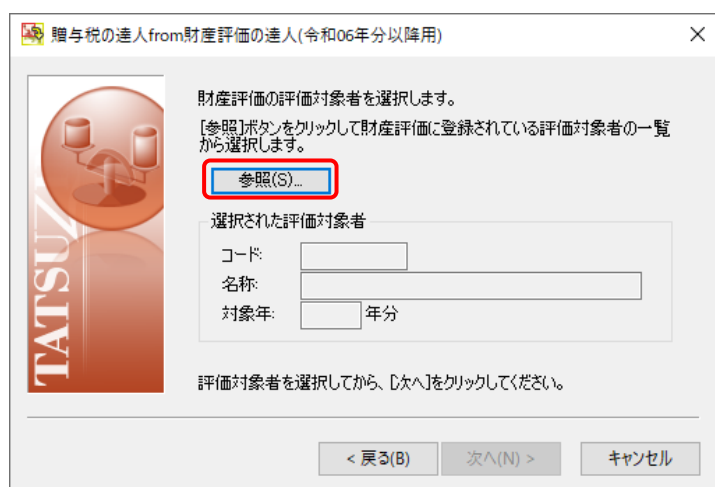 贈与税の達人from財産評価の達人(令和06年分以降用)
財産評価の評価対象者を選択します。
[参照]ボタンをクリックして財産評価に登録されている評価対象者の一覧
から選択します。
参照(S)...
選択された評価対象者
コード:
名称:
対象年:
年分
TATSUZ
評価対象者を選択してから、[次へ]をクリックしてください。
< 戻る(B)
次へ(N) >
キャンセル